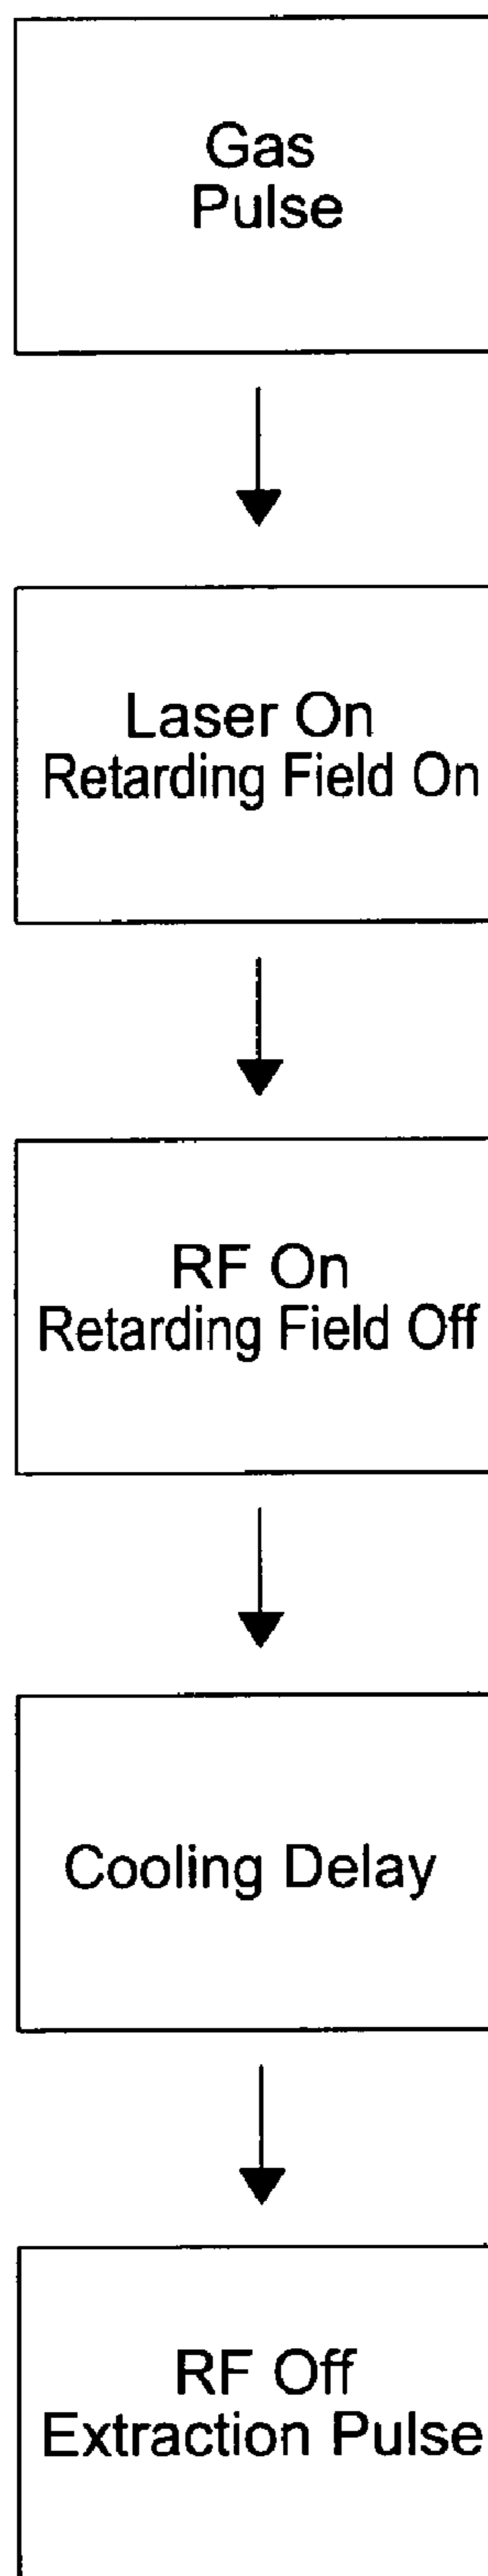 Gas
Pulse
Laser On
Retarding Field On
RF On
Retarding Field Off
Cooling Delay
RF Off
Extraction Pulse